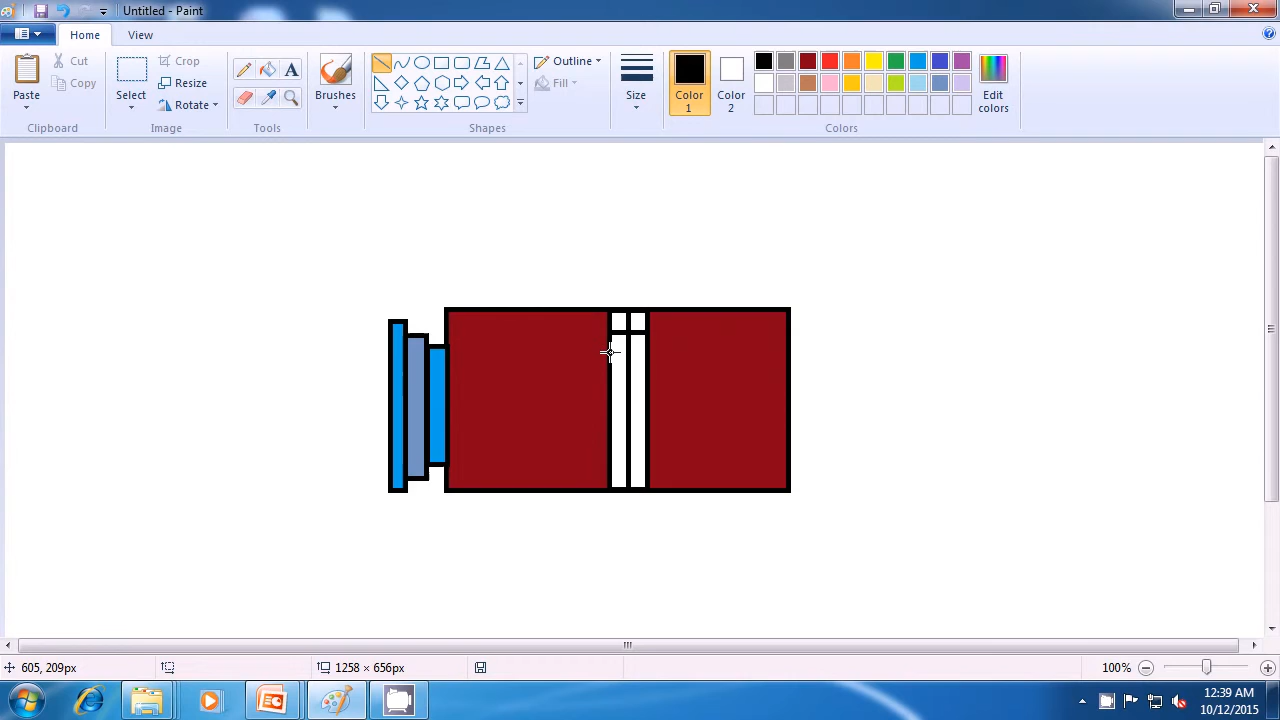 Untitled - Paint
Home
View
Paste
Cut
Copy
Clipboard
Select
Crop
Resize
Rotate
Image
A
Tools
Brushes
Outline
Fill
Shapes
Size
Color
1
Color
2
Edit
colors
Colors
605, 209px
1258 × 656px
100%
12:39 AM
10/12/2015